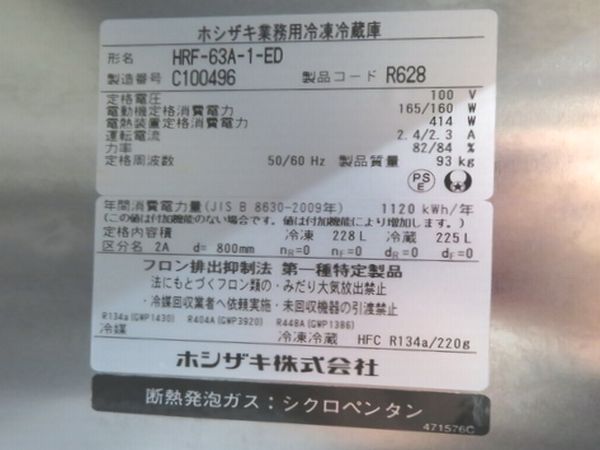 ホシザキ業務用冷凍冷蔵庫
形名 HRF-63A-1-ED
製造番号 C100496 製品コード R628
定格電圧 100 V
電動機定格消費電力 165/160 W
電熱装置定格消費電力 414 W
運転電流 2.4/2.3 A
力率 82/84 %
定格周波数 50/60 Hz 製品質量 93 kg
PSE
年間消費電力量(JIS B 8630-2009年) 1120 kWh/年
(この値は付加機能のない場合です。値は付加機能により増加します。)
定格内容積 冷凍 228L 冷蔵 225L
区分名 2A d= 800mm nR=0 nF=0 dR=0 dF=0
フロン排出抑制法 第一種特定製品
法にもとづくフロン類の・みだり大気放出禁止
・冷媒回収業者へ依頼実施・未回収機器の引渡禁止
R134a(GWP1430) R404A(GWP3920) R448A(GWP1386)
冷媒 冷凍冷蔵 HFC R134a/220g
ホシザキ株式会社
断熱発泡ガス：シクロペンタン
471576C